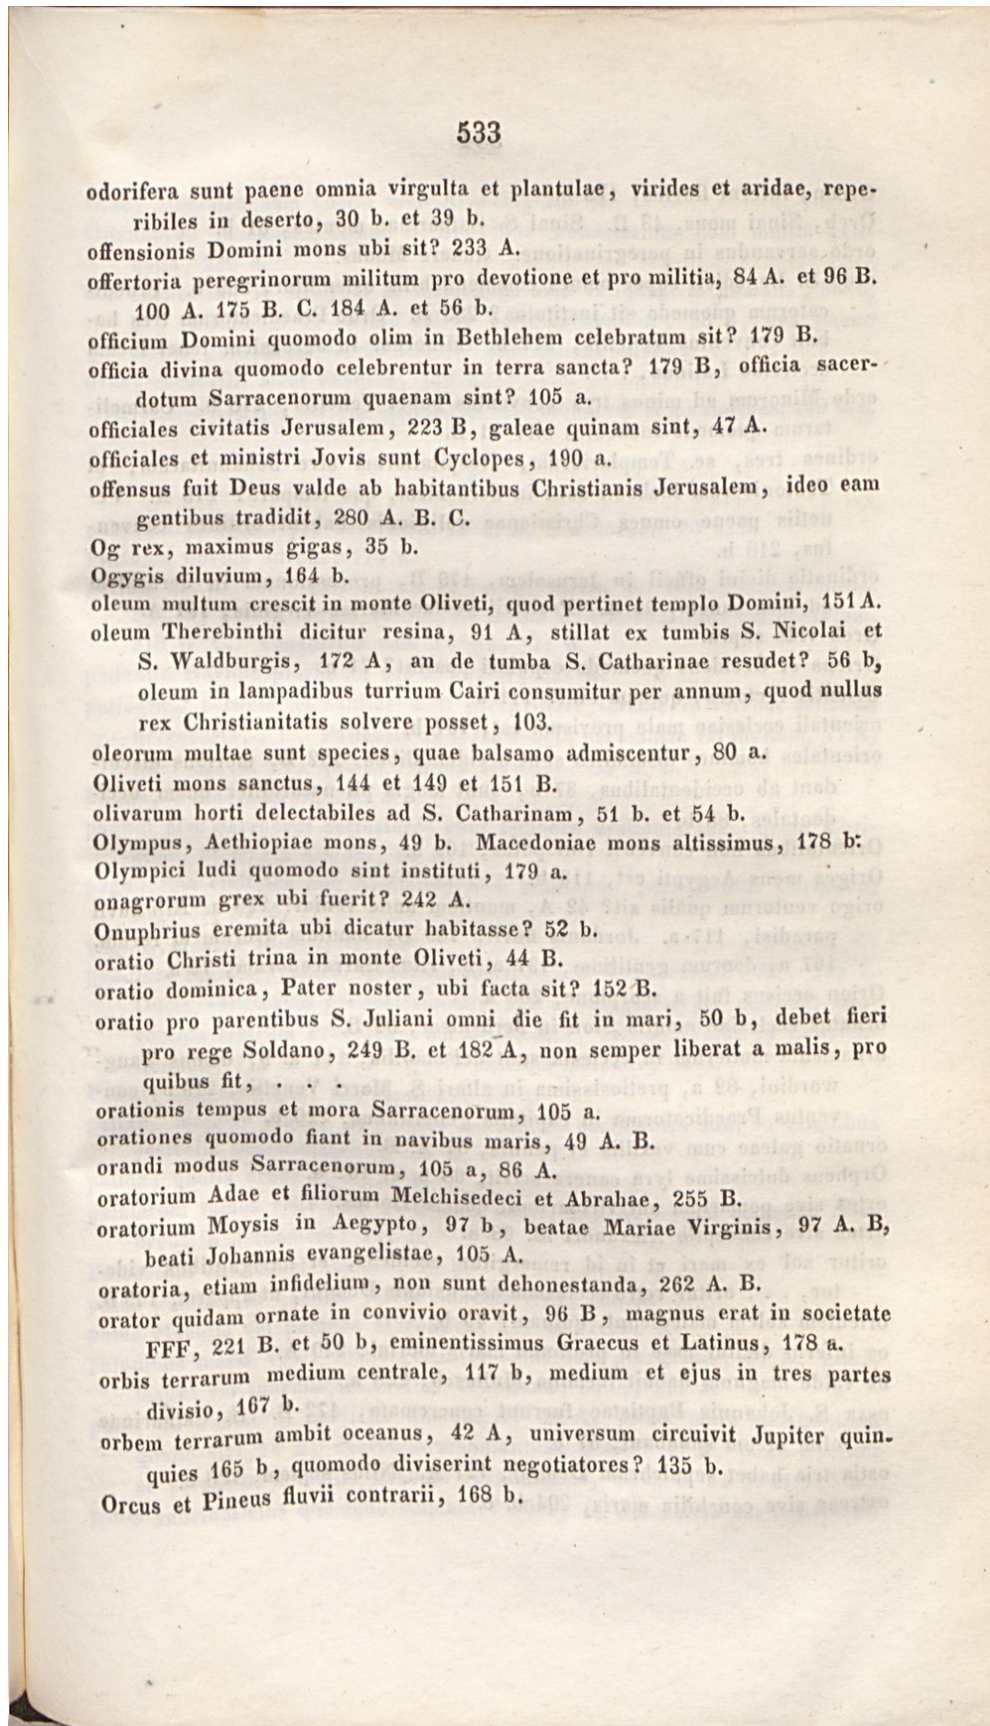 533
odorifera sunt paene omnia virgulta et plantulae, virides et aridae, repe-
ribiles in deserto, 30 b. et 39 b.
offensionis Domini mons ubi sit? 233 A.
offertoria peregrinorum militum pro devotione et pro militia, 84 A. et 96 B.
100 A. 175 B. C. 184 A. et 56 b.
officium Domini quomodo olim in Bethlehem celebratum sit? 179 B.
officia divina quomodo celebrentur in terra sancta? 179 B, officia sacer-
dotum Sarracenorum quaenam sint? 105 a.
officiales civitatis Jerusalem, 223 B, galeae quinam sint, 47 A.
officiales et ministri Jovis sunt Cyclopes, 190 a.
offensus fuit Deus valde ab habitantibus Christianis Jerusalem, ideo eam
gentibus tradidit, 280 A. B. C.
Og rex, maximus gigas, 35 b.
Ogygis diluvium, 164 b.
oleum multum crescit in monte Oliveti, quod pertinet templo Domini, 151 A.
oleum Therebinthi dicitur resina, 91 A, stillat ex tumbis S. Nicolai et
S. Waldburgis, 172 A, an de tumba S. Catharinae resudet? 56 b,
oleum in lampadibus turrium Cairi consumitur per annum, quod nullus
rex Christianitatis solvere posset, 103.
oleorum multae sunt species, quae balsamo admiscentur, 80 a.
Oliveti mons sanctus, 144 et 149 et 151 B.
olivarum horti delectabiles ad S. Catharinam, 51 b. et 54 b.
Olympus, Aethiopiae mons, 49 b. Macedoniae mons altissimus, 178 b:
Olympici ludi quomodo sint instituti, 179 a.
onagrorum grex ubi fuerit? 242 A.
Onuphrius eremita ubi dicatur habitasse? 52 b.
oratio Christi trina in monte Oliveti, 44 B.
oratio dominica, Pater noster, ubi facta sit? 152 B.
oratio pro parentibus S. Juliani omni die fit in mari, 50 b, debet fieri
pro rege Soldano, 249 B. et 182 A, non semper liberat a malis, pro
quibus fit, . . .
orationis tempus et mora Sarracenorum, 105 a.
orationes quomodo fiant in navibus maris, 49 A. B.
orandi modus Sarracenorum, 105 a, 86 A.
oratorium Adae et filiorum Melchisedeci et Abrahae, 255 B.
oratorium Moysis in Aegypto, 97 b, beatae Mariae Virginis, 97 A. B,
beati Johannis evangelistae, 105 A.
oratoria, etiam infidelium, non sunt dehonestanda, 262 A. B.
orator quidam ornate in convivio oravit, 96 B, magnus erat in societate
FFF, 221 B. et 50 b, eminentissimus Graecus et Latinus, 178 a.
orbis terrarum medium centrale, 117 b, medium et ejus in tres partes
divisio, 167 b.
orbem terrarum ambit oceanus, 42 A, universum circuivit Jupiter quin-
quies 165 b, quomodo diviserint negotiatores? 135 b.
Orcus et Pineus fluvii contrarii, 168 b.